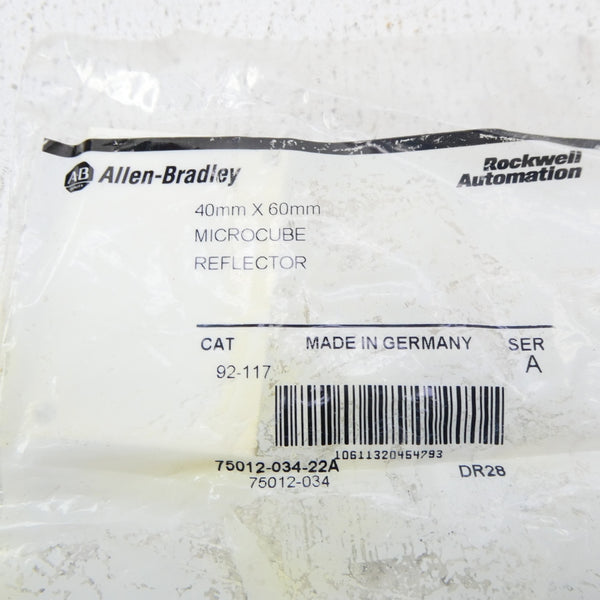 AB Allen-Bradley
Rockwell
Automation
40mm X 60mm
MICROCUBE
REFLECTOR
CAT MADE IN GERMANY SER
92-117 A
10611320464793
75012-034-22A DR28
75012-034